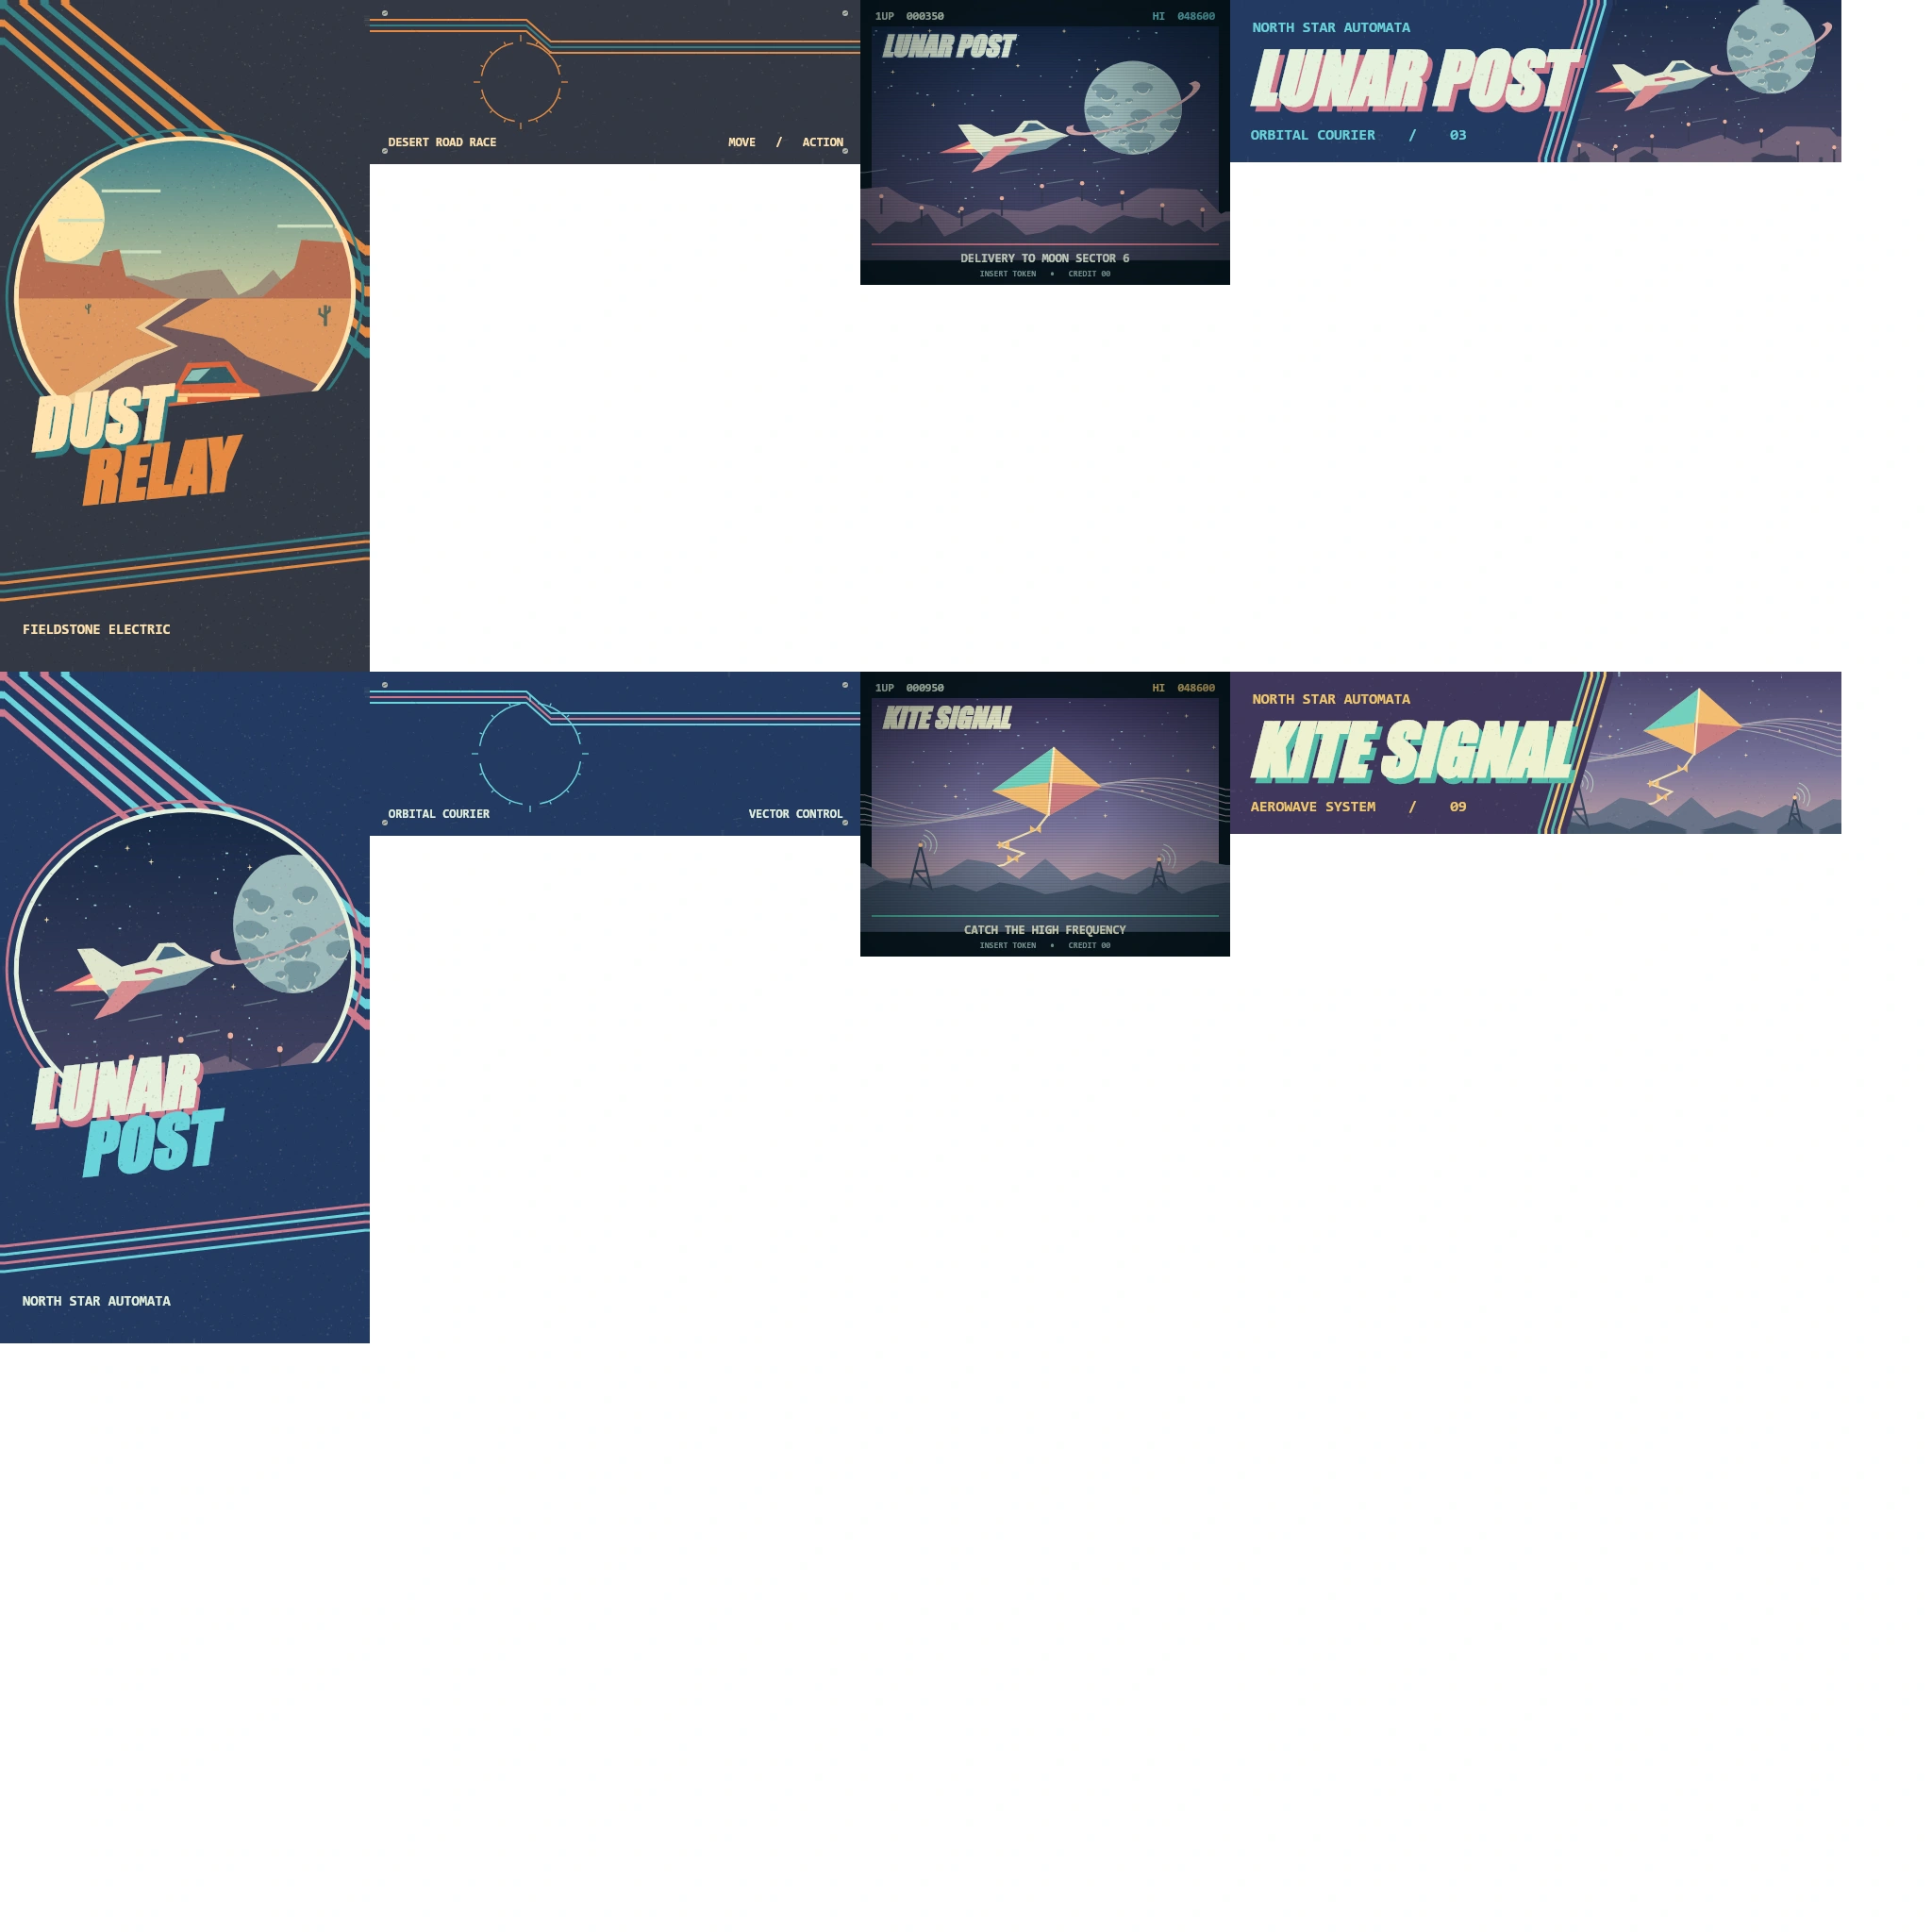 DUST
RELAY
FIELDSTONE ELECTRIC
DESERT ROAD RACE
MOVE / ACTION
1UP 000350
HI 048600
LUNAR POST
DELIVERY TO MOON SECTOR 6
INSERT TOKEN • CREDIT 00
NORTH STAR AUTOMATA
LUNAR POST
ORBITAL COURIER / 03
LUNAR
POST
NORTH STAR AUTOMATA
ORBITAL COURIER
VECTOR CONTROL
1UP 000950
HI 048600
KITE SIGNAL
CATCH THE HIGH FREQUENCY
INSERT TOKEN • CREDIT 00
NORTH STAR AUTOMATA
KITE SIGNAL
AEROWAVE SYSTEM / 09